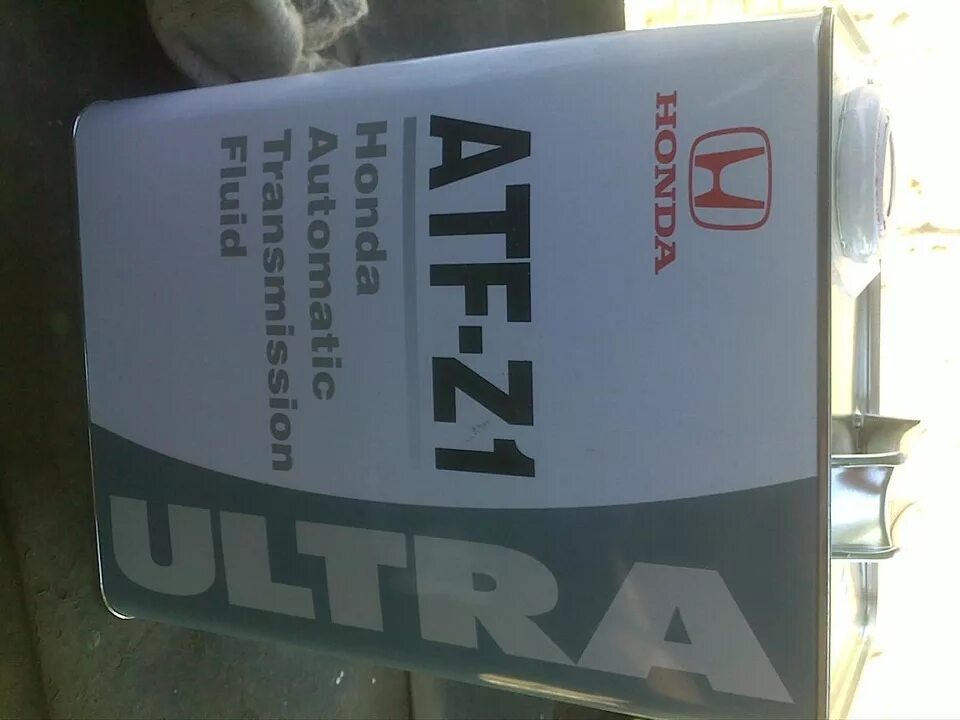 HONDA
ATF-Z1
Honda
Automatic
Transmission
Fluid
ULTRA